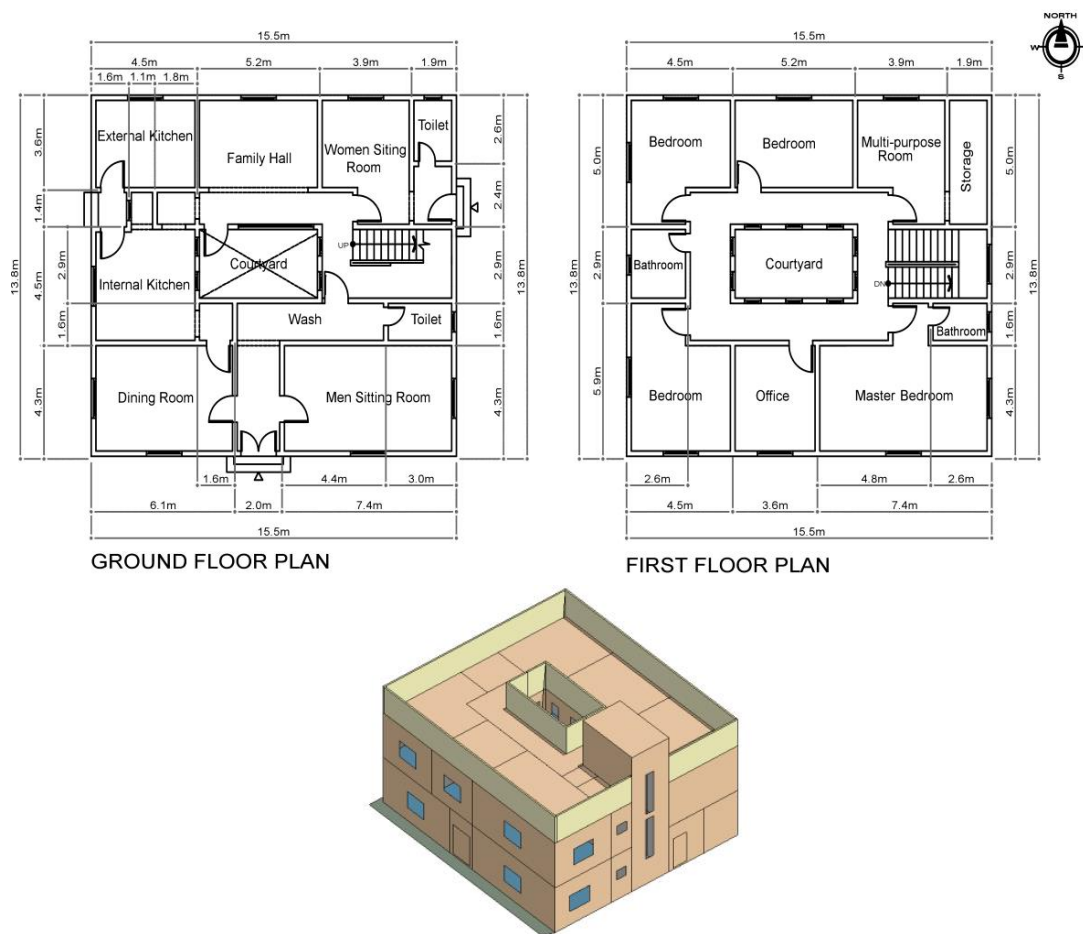 NORTH
W
S
15.5m
4.5m
5.2m
3.9m
1.9m
1.6m
1.1m
1.8m
13.8m
3.6m
1.4m
4.5m
2.9m
1.6m
4.3m
External Kitchen
Family Hall
Women Siting
Room
Toilet
UP
Courtyard
Internal Kitchen
Wash
Toilet
Dining Room
Men Sitting Room
2.6m
2.4m
2.9m
1.6m
4.3m
13.8m
1.6m
4.4m
3.0m
6.1m
2.0m
7.4m
15.5m
GROUND FLOOR PLAN
15.5m
4.5m
5.2m
3.9m
1.9m
13.8m
5.0m
2.9m
5.9m
Bedroom
Bedroom
Multi-purpose
Room
Storage
Bathroom
Courtyard
DN
Bathroom
Bedroom
Office
Master Bedroom
5.0m
2.9m
1.6m
4.3m
13.8m
2.6m
4.8m
2.6m
4.5m
3.6m
7.4m
15.5m
FIRST FLOOR PLAN